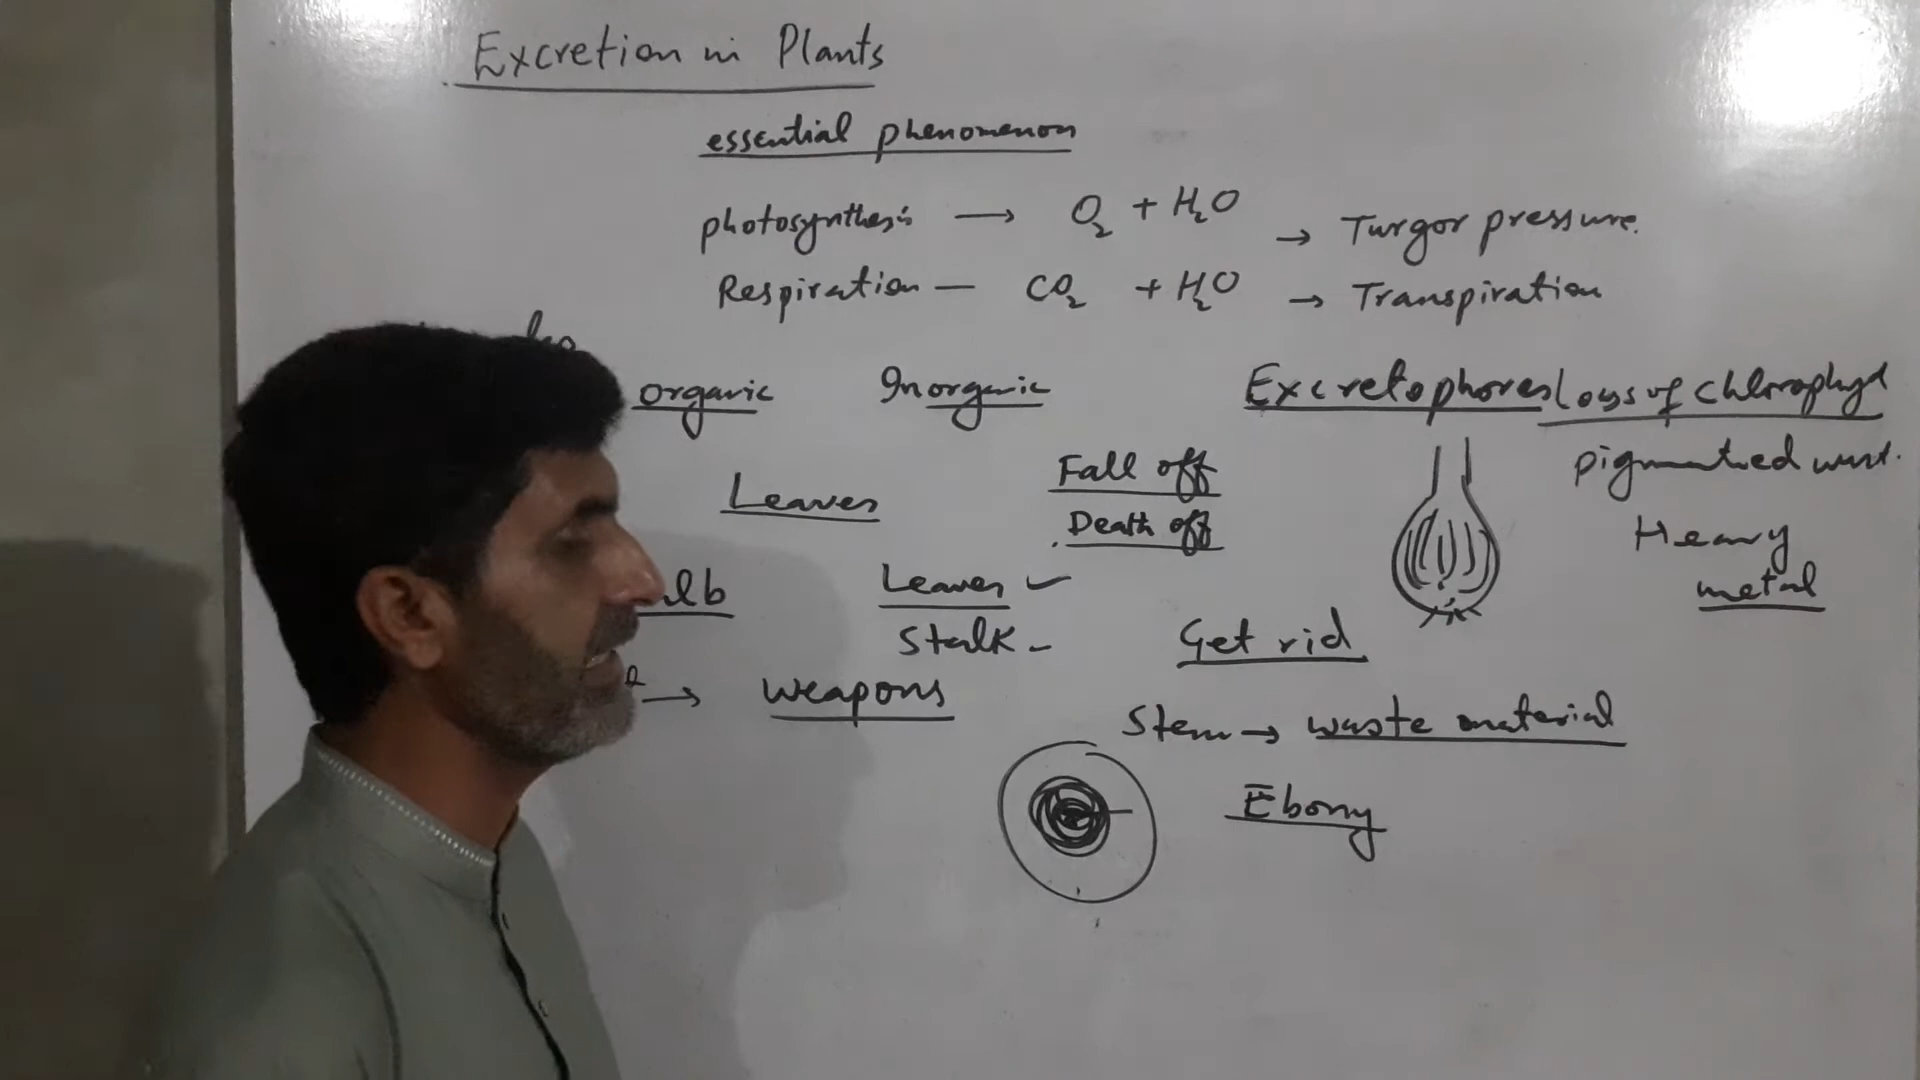 Excretion in Plants
essential phenomenon
photosynthesis → O2 + H2O → Turgor pressure.
Respiration — CO2 + H2O → Transpiration
organic Inorganic Excretophores loss of chlorophyl
pigmented
Fall off
Leaves
Death off
Heavy
metal
Leaves
lb
Stalk - Get rid
→ weapons
Stem → waste material
Ebony